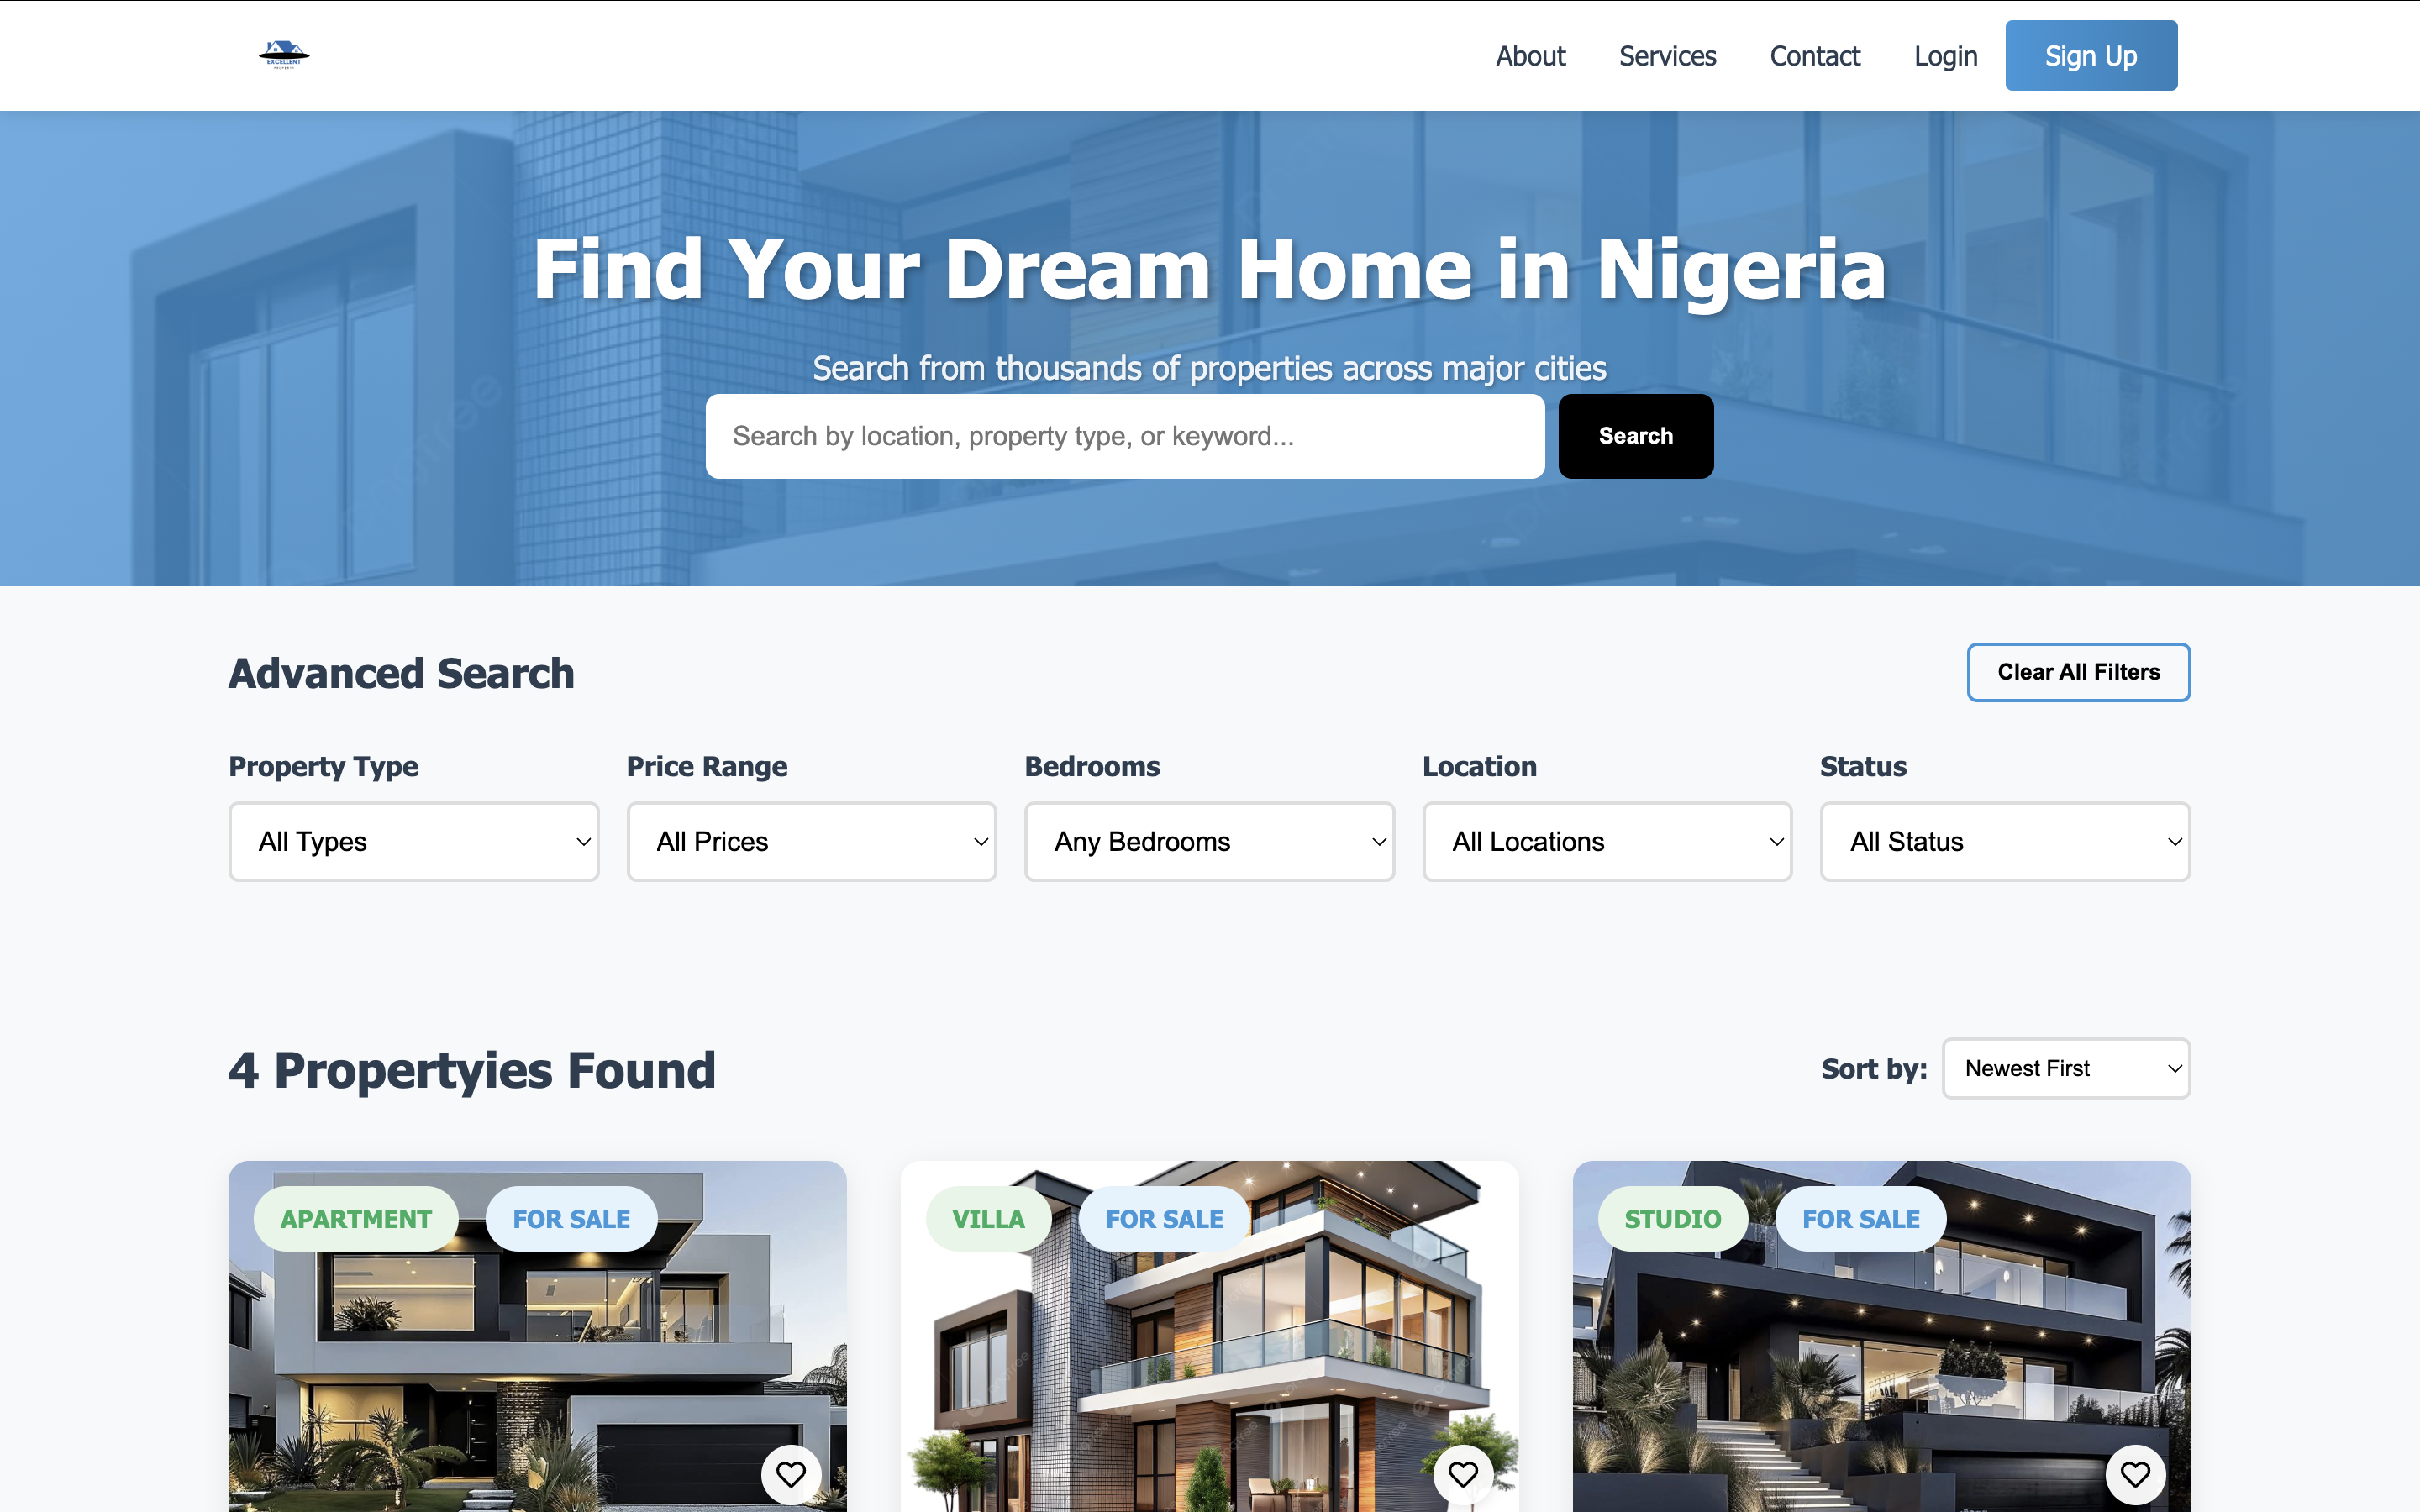 EXCELLENT
PROPERTY
About Services Contact Login Sign Up
Find Your Dream Home in Nigeria
Search from thousands of properties across major cities
Search by location, property type, or keyword... Search
Advanced Search Clear All Filters
Property Type Price Range Bedrooms Location Status
All Types All Prices Any Bedrooms All Locations All Status
4 Propertyies Found Sort by: Newest First
APARTMENT FOR SALE VILLA FOR SALE STUDIO FOR SALE